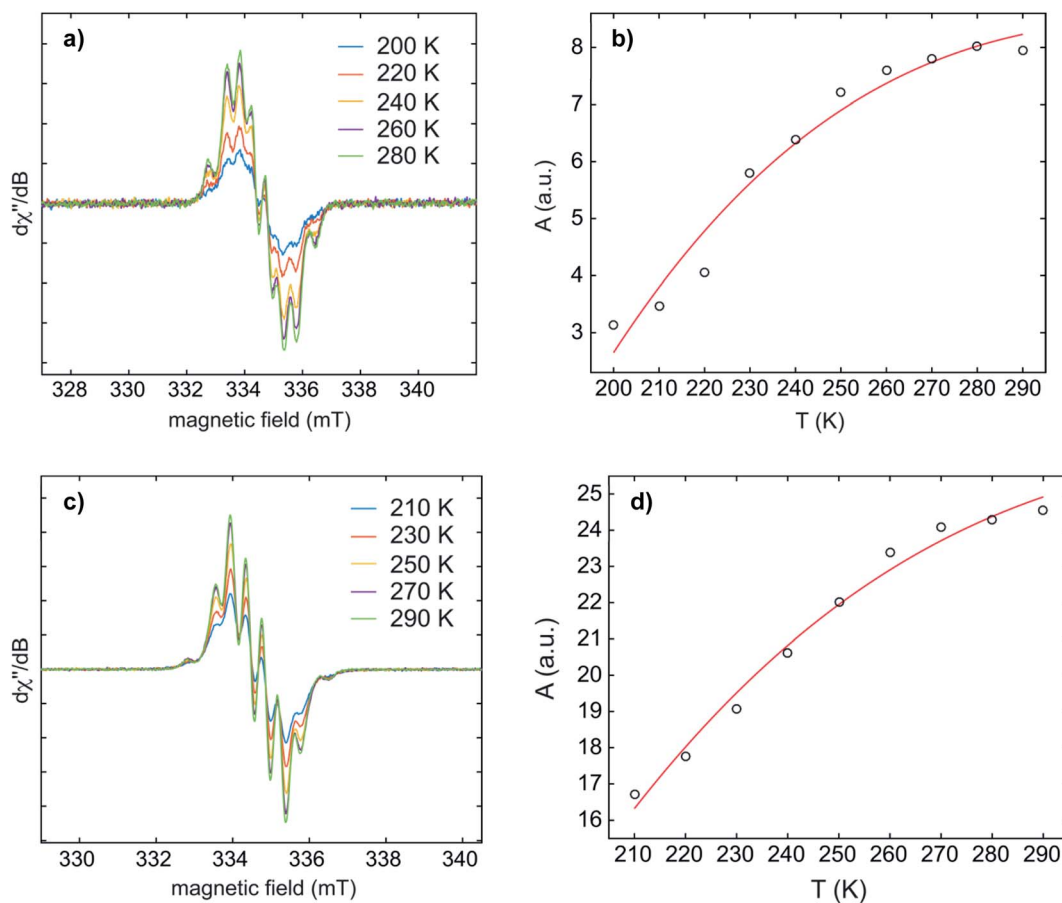 a)
200 K
220 K
240 K
260 K
280 K
dχ"/dB
328 330 332 334 336 338 340
magnetic field (mT)
b)
8
7
6
5
4
3
A (a.u.)
200 210 220 230 240 250 260 270 280 290
T (K)
c)
210 K
230 K
250 K
270 K
290 K
dχ"/dB
330 332 334 336 338 340
magnetic field (mT)
d)
25
24
23
22
21
20
19
18
17
16
A (a.u.)
210 220 230 240 250 260 270 280 290
T (K)